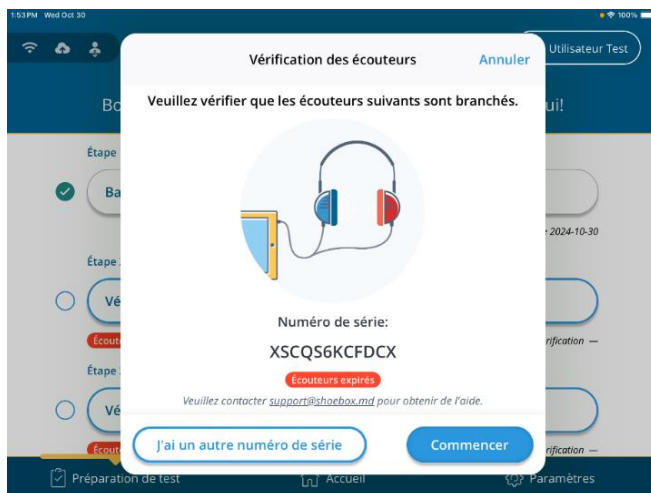 1:53 PM Wed Oct 30
100%
Vérification des écouteurs
Annuler
Utilisateur Test
Veuillez vérifier que les écouteurs suivants sont branchés.
Bo
ui!
Étape
Ba
2024-10-30
Étape
Vé
Écout
rification —
Étape
Vé
Écout
rification —
Numéro de série:
XSCQS6KCFDCX
Écouteurs expirés
Veuillez contacter support@shoebox.md pour obtenir de l'aide.
J'ai un autre numéro de série
Commencer
Préparation de test
Accueil
Paramètres